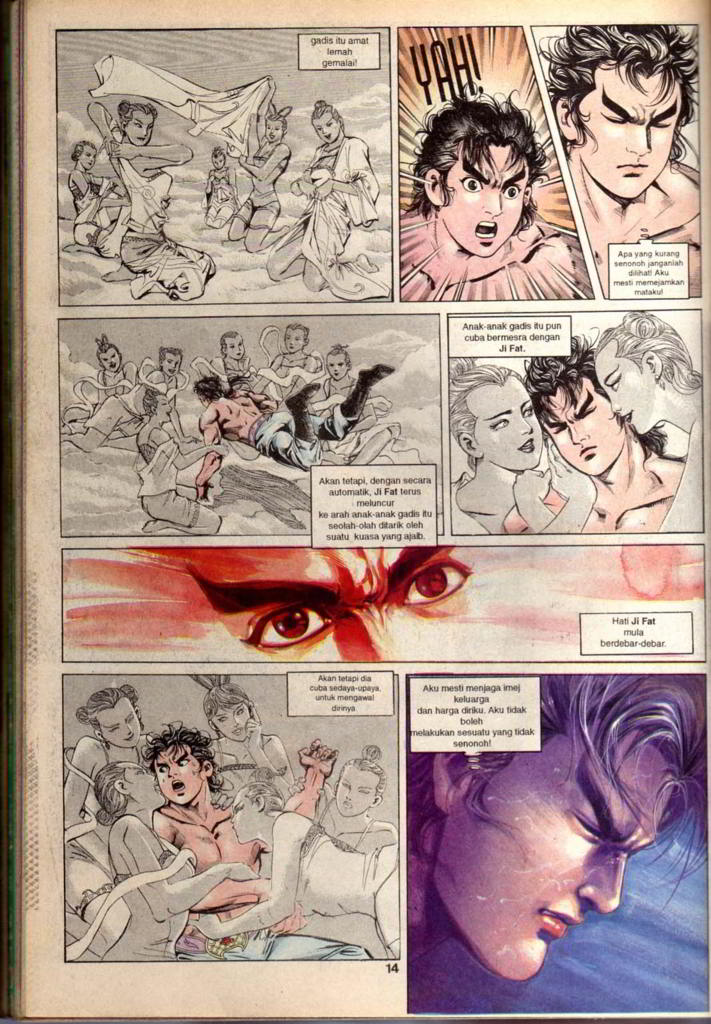 gadis itu amat
lemah
gemalai!
YAH!
Apa yang kurang
senonoh janganlah
dilihat! Aku
mesti memejamkan
mataku!
Akan tetapi, dengan secara
automatik, Ji Fat terus
meluncur
ke arah anak-anak gadis itu
seolah-olah ditarik oleh
suatu kuasa yang ajaib.
Anak-anak gadis itu pun
cuba bermesra dengan
Ji Fat.
Hati Ji Fat
mula
berdebar-debar.
Akan tetapi dia
cuba sedaya-upaya,
untuk mengawal
dirinya
Aku mesti menjaga imej
keluarga
dan harga diriku. Aku tidak
boleh
melakukan sesuatu yang tidak
senonoh!
14